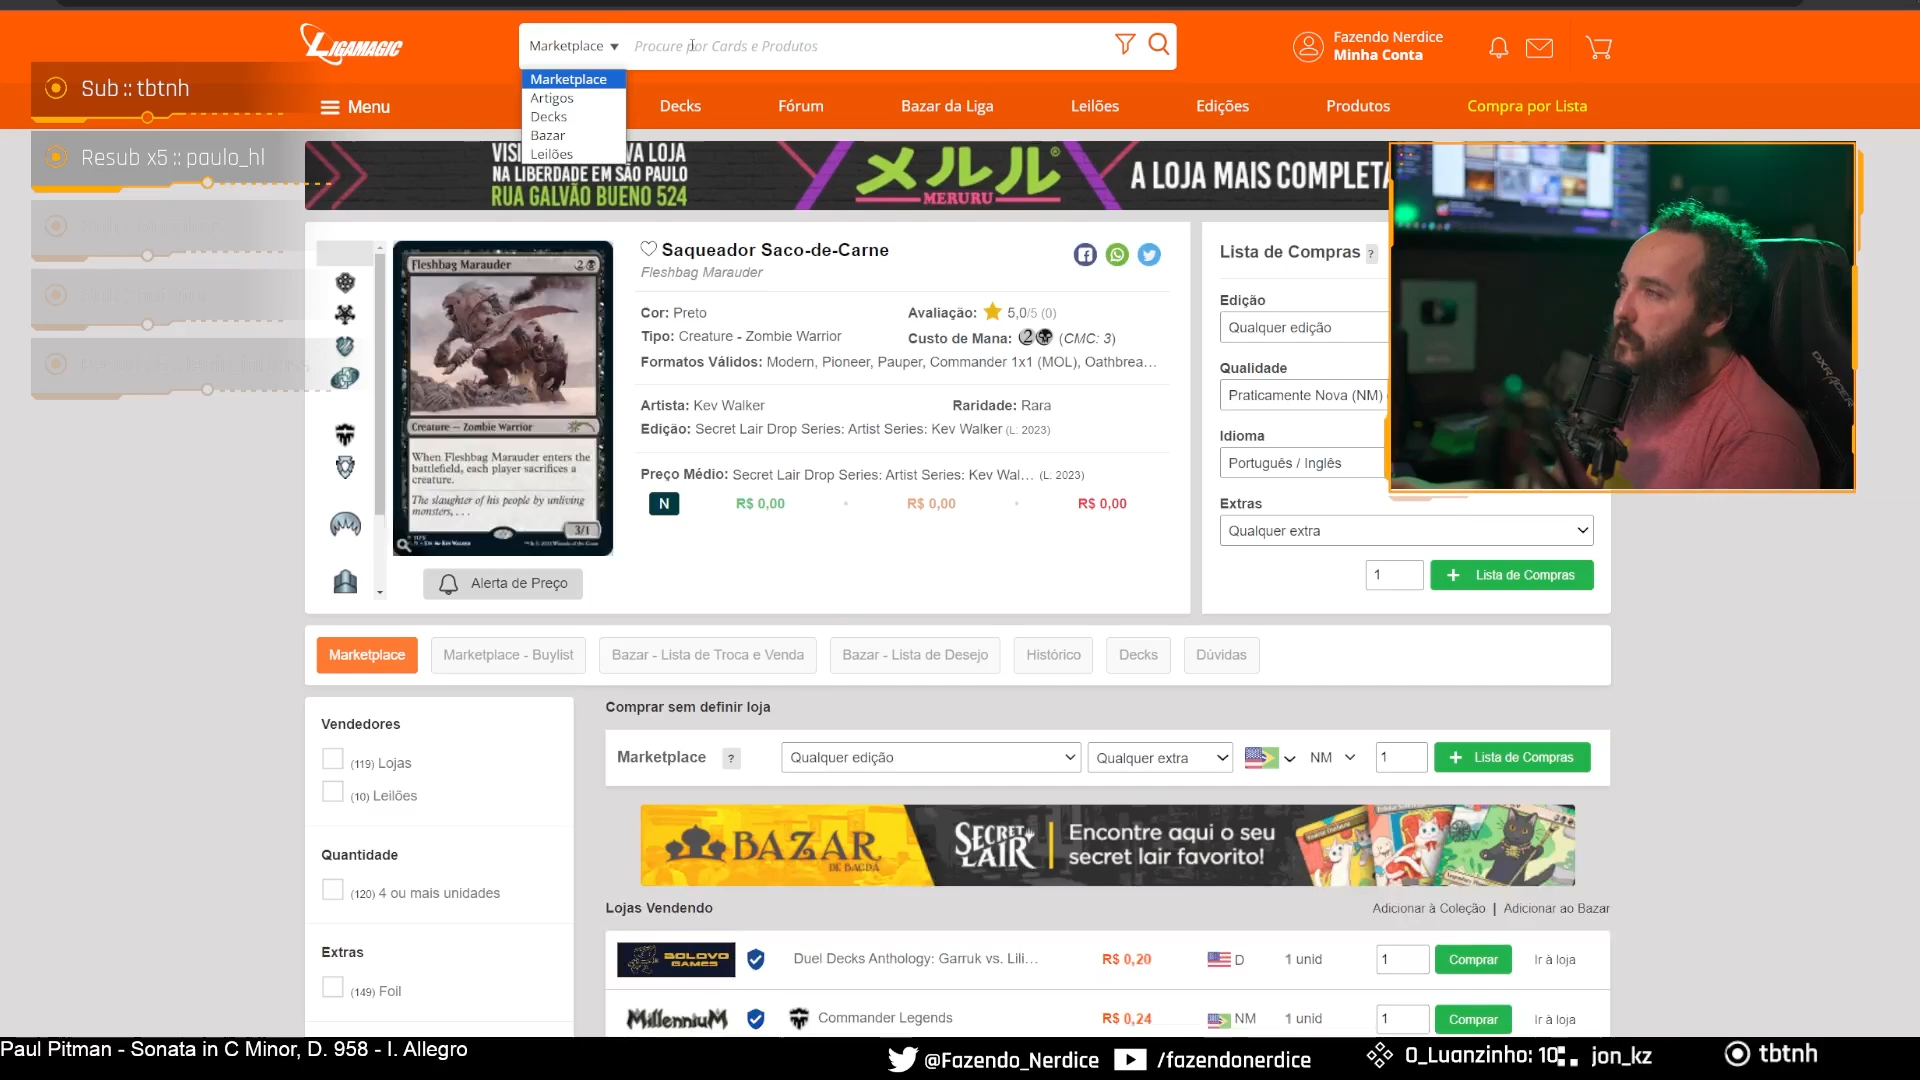 LIGAMAGIC
Marketplace
Procure por Cards e Produtos
Fazendo Nerdice
Minha Conta
Marketplace
Artigos
Decks
Bazar
Leilões
Sub :: tbtnh
Resub x5 :: paulo_hl
Menu
Decks
Fórum
Bazar da Liga
Leilões
Edições
Produtos
Compra por Lista
VA LOJA
NA LIBERDADE EM SÃO PAULO
RUA GALVÃO BUENO 524
メルル
MERURU
A LOJA MAIS COMPLETA
Fleshbag Marauder 2
Creature — Zombie Warrior
When Fleshbag Marauder enters the
battlefield, each player sacrifices a
creature.
The slaughter of his people by unliving
monsters, . . .
3/1
Alerta de Preço
Saqueador Saco-de-Carne
Fleshbag Marauder
Cor: Preto
Avaliação: 5,0/5 (0)
Tipo: Creature - Zombie Warrior
Custo de Mana: 2 (CMC: 3)
Formatos Válidos: Modern, Pioneer, Pauper, Commander 1x1 (MOL), Oathbrea...
Artista: Kev Walker
Raridade: Rara
Edição: Secret Lair Drop Series: Artist Series: Kev Walker (L: 2023)
Preço Médio: Secret Lair Drop Series: Artist Series: Kev Wal... (L: 2023)
N R$ 0,00 R$ 0,00 R$ 0,00
Lista de Compras ?
Edição
Qualquer edição
Qualidade
Praticamente Nova (NM)
Idioma
Português / Inglês
Extras
Qualquer extra
1
+ Lista de Compras
Marketplace
Marketplace - Buylist
Bazar - Lista de Troca e Venda
Bazar - Lista de Desejo
Histórico
Decks
Dúvidas
Vendedores
(119) Lojas
(10) Leilões
Quantidade
(120) 4 ou mais unidades
Extras
(149) Foil
Comprar sem definir loja
Marketplace ? Qualquer edição Qualquer extra NM 1 + Lista de Compras
BAZAR
DE BAGDÁ
SECRET
LAIR
Encontre aqui o seu
secret lair favorito!
Lojas Vendendo
Adicionar à Coleção | Adicionar ao Bazar
BOLOVO
GAMES
Duel Decks Anthology: Garruk vs. Lili... R$ 0,20 D 1 unid 1 Comprar Ir à loja
MILLENNIUM
Commander Legends R$ 0,24 NM 1 unid 1 Comprar Ir à loja
Paul Pitman - Sonata in C Minor, D. 958 - I. Allegro
@Fazendo_Nerdice
/fazendonerdice
jon_kz
tbtnh